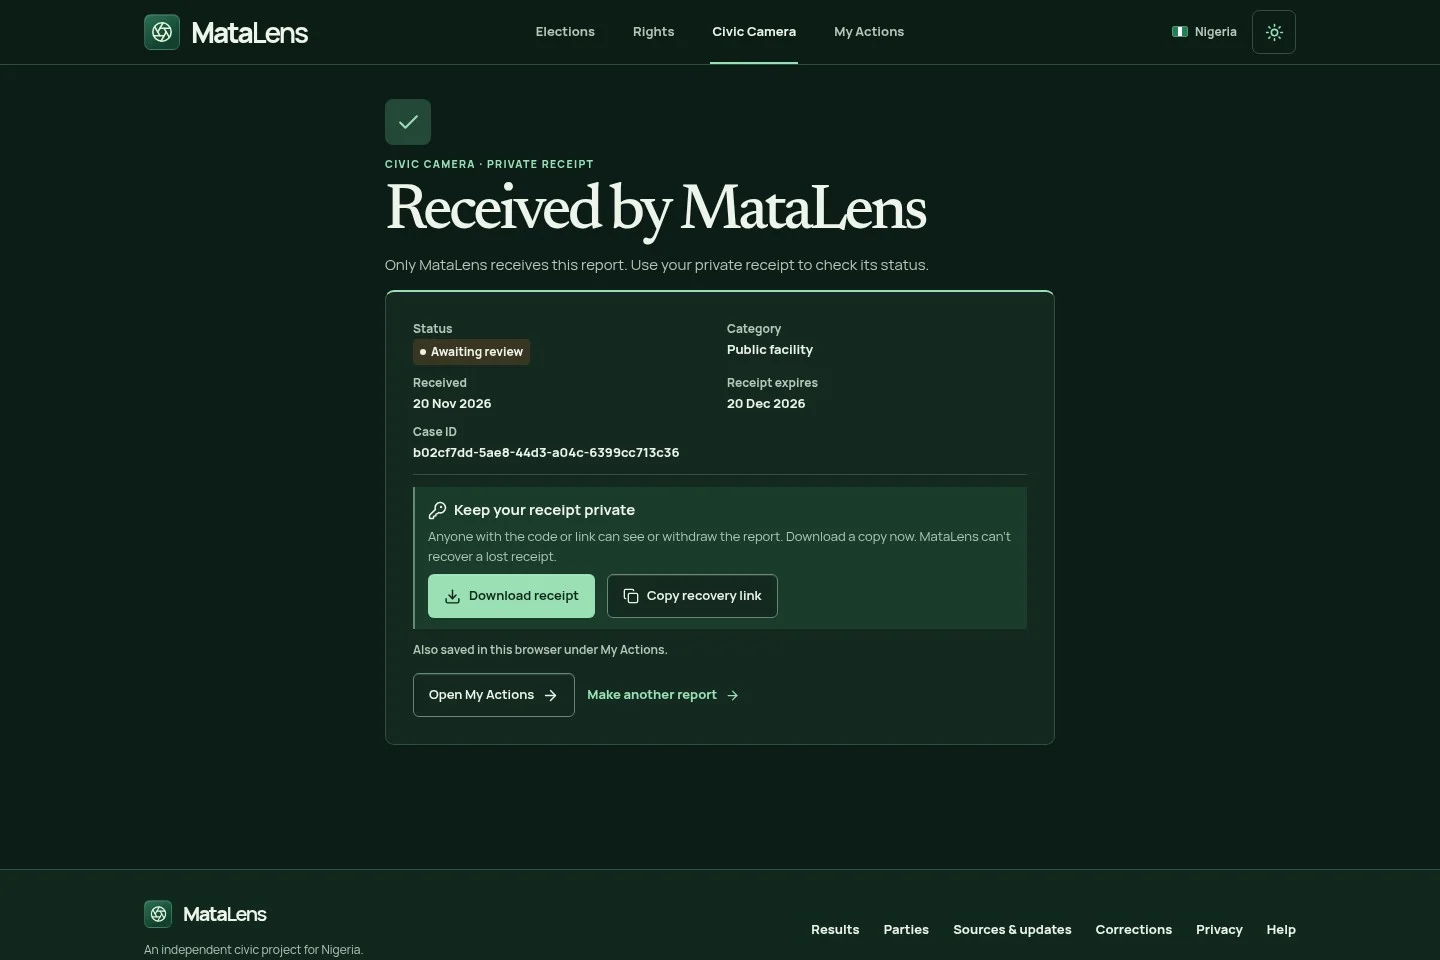 MataLens
Elections
Rights
Civic Camera
My Actions
Nigeria
CIVIC CAMERA · PRIVATE RECEIPT
Received by MataLens
Only MataLens receives this report. Use your private receipt to check its status.
Status
Awaiting review
Category
Public facility
Received
20 Nov 2026
Receipt expires
20 Dec 2026
Case ID
b02cf7dd-5ae8-44d3-a04c-6399cc713c36
Keep your receipt private
Anyone with the code or link can see or withdraw the report. Download a copy now. MataLens can't
recover a lost receipt.
Download receipt
Copy recovery link
Also saved in this browser under My Actions.
Open My Actions
Make another report
MataLens
An independent civic project for Nigeria.
Results
Parties
Sources & updates
Corrections
Privacy
Help